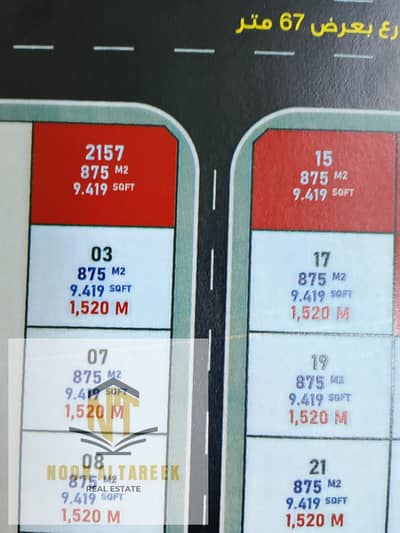 رع بعرض 67 متر
2157
875 M2
9.419 SQFT
03
875 M2
9.419 SQFT
1,520 M
07
875 M2
9.419 SQFT
1,520 M
08
875 M2
9.419 SQFT
1,520 M
15
875 M2
9.419 SQFT
17
875 M2
9.419 SQFT
1,520 M
19
875 M2
9.419 SQFT
1,520 M
21
875 M2
9.419 SQFT
1,520 M
NT
NOOR ALTAREEK
REAL ESTATE